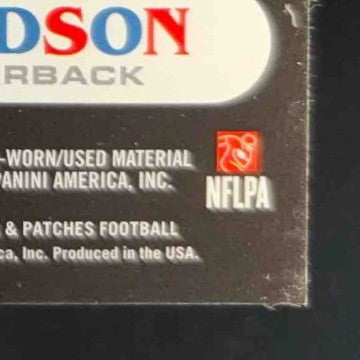 DSON
RBACK
-WORN/USED MATERIAL
PANINI AMERICA, INC.
NFLPA
& PATCHES FOOTBALL
ca, Inc. Produced in the USA.